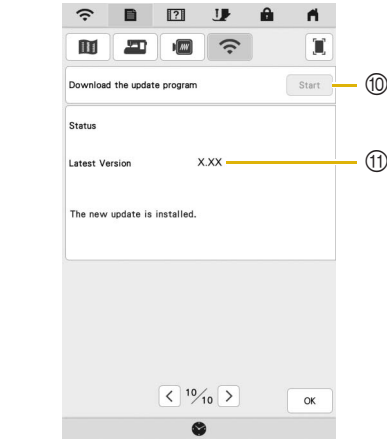 Download the update program
Start
⑩
Status
Latest Version X.XX
⑪
The new update is installed.
10/10
OK